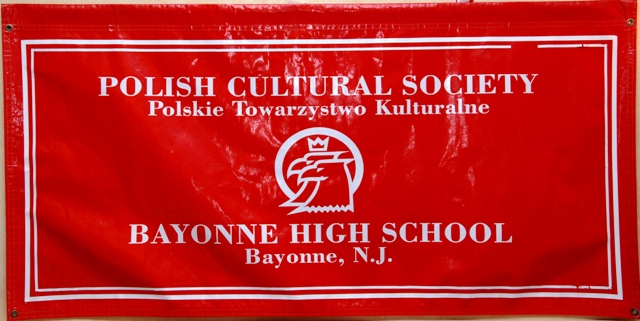 POLISH CULTURAL SOCIETY
Polskie Towarzystwo Kulturalne
BAYONNE HIGH SCHOOL
Bayonne, N.J.